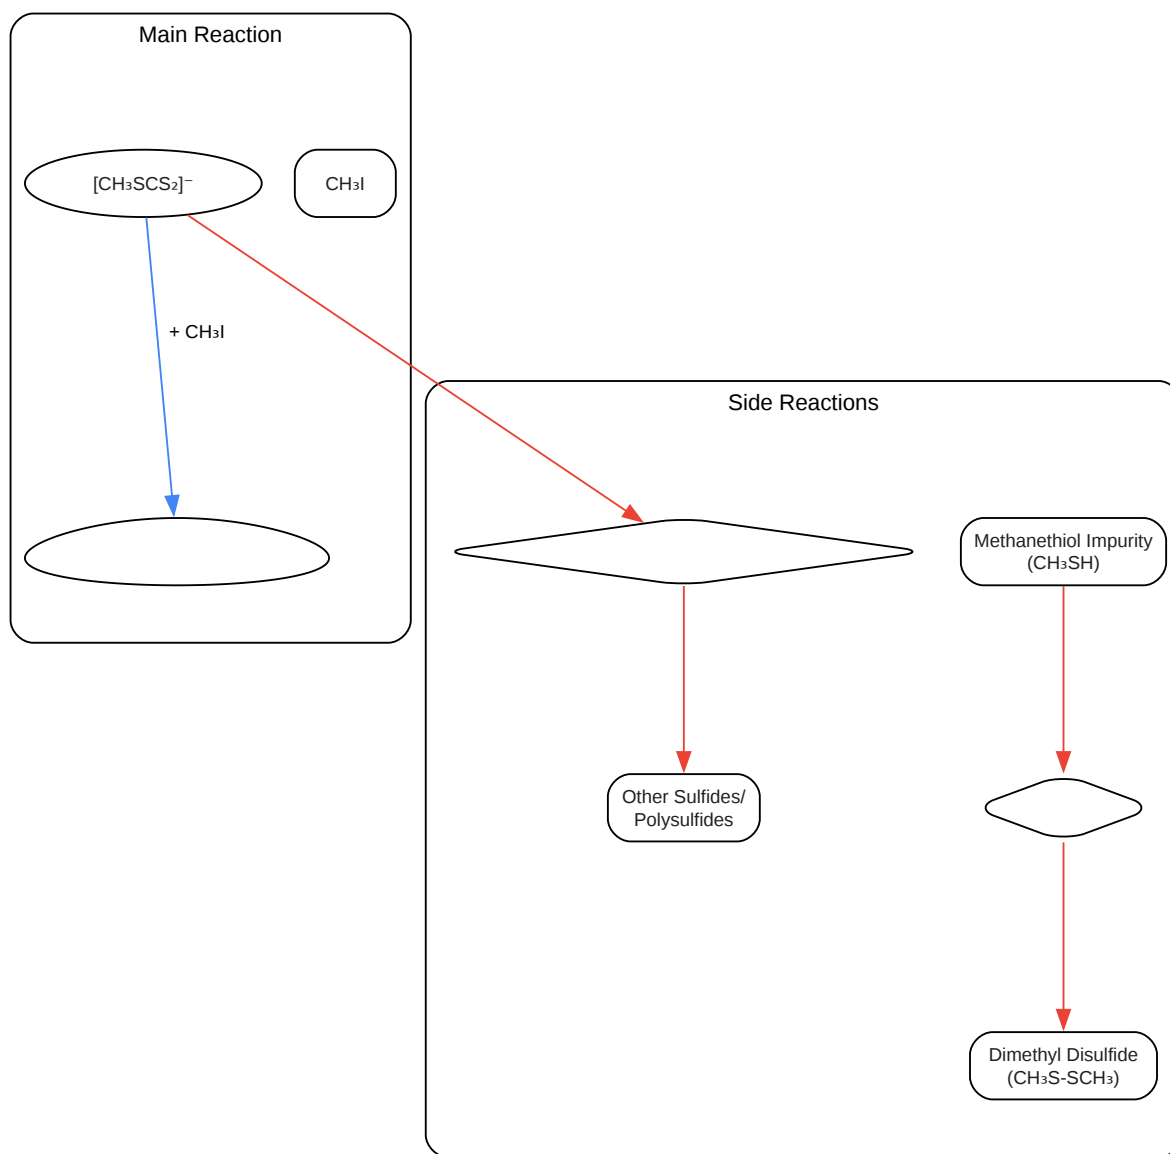 Main Reaction
[CH₃SCS₂]⁻
CH₃I
+ CH₃I
Side Reactions
Methanethiol Impurity
(CH₃SH)
Other Sulfides/
Polysulfides
Dimethyl Disulfide
(CH₃S-SCH₃)